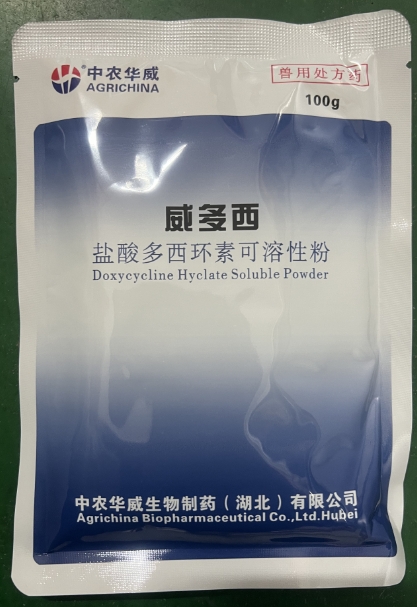 中农华威
AGRICHINA
兽用处方药
100g
威多西
盐酸多西环素可溶性粉
Doxycycline Hyclate Soluble Powder
中农华威生物制药（湖北）有限公司
Agrichina Biopharmaceutical Co.,Ltd.Hubei